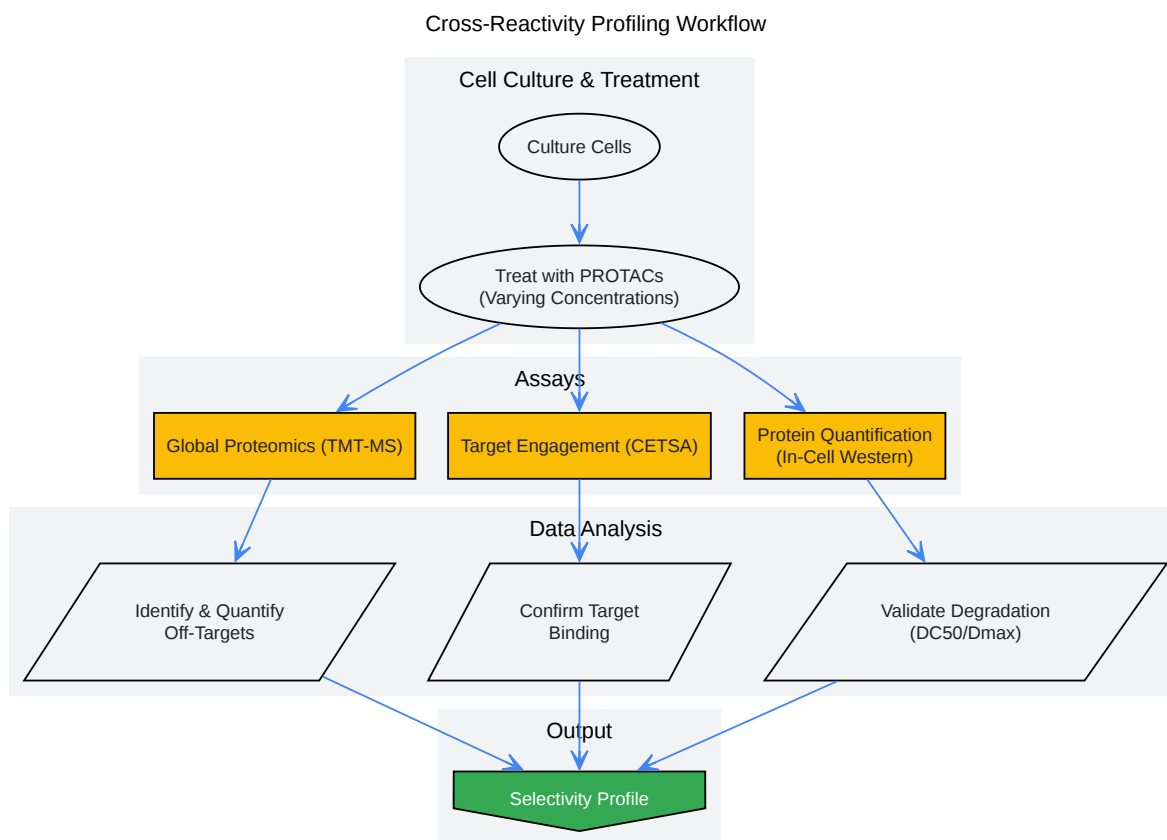 Cross-Reactivity Profiling Workflow
Cell Culture & Treatment
Culture Cells
Treat with PROTACs
(Varying Concentrations)
Assays
Global Proteomics (TMT-MS)
Target Engagement (CETSA)
Protein Quantification
(In-Cell Western)
Data Analysis
Identify & Quantify
Off-Targets
Confirm Target
Binding
Validate Degradation
(DC50/Dmax)
Output
Selectivity Profile